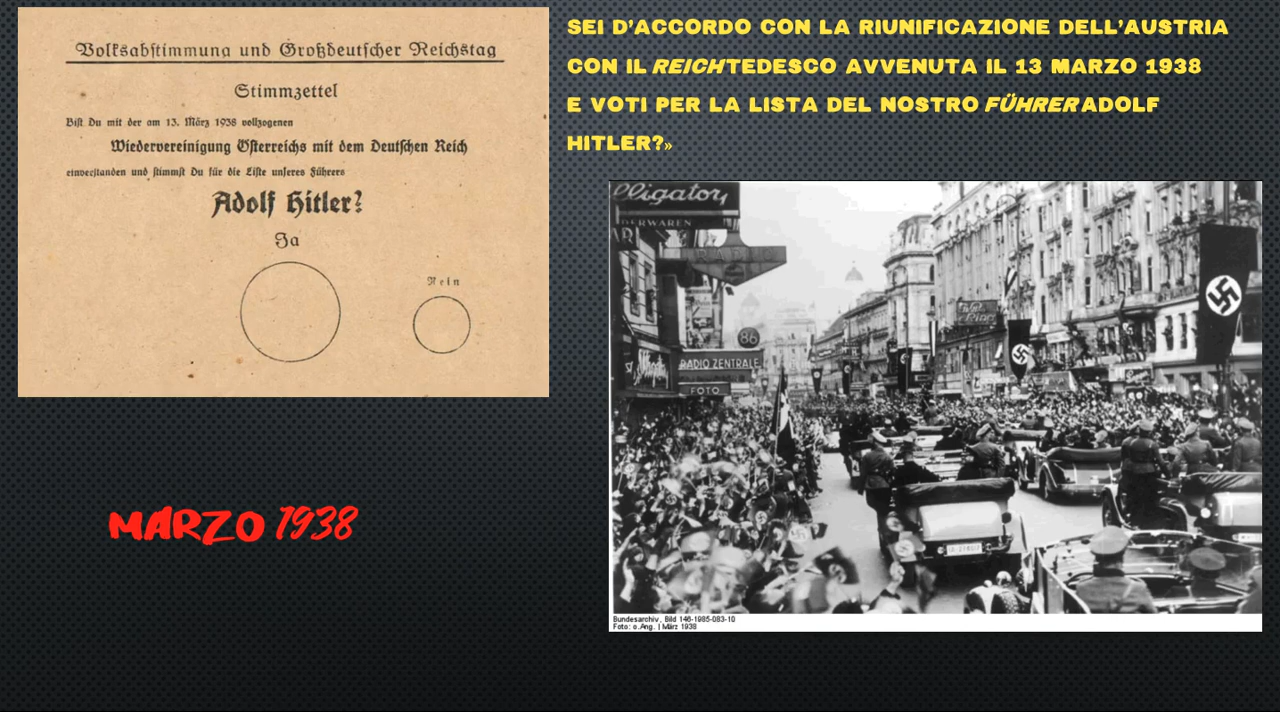 Volksabstimmung und Großdeutscher Reichstag
Stimmzettel
Bist Du mit der am 13. März 1938 vollzogenen
Wiedervereinigung Österreichs mit dem Deutschen Reich
einverstanden und stimmst Du für die Liste unseres Führers
Adolf Hitler?
Ja
Nein
SEI D'ACCORDO CON LA RIUNIFICAZIONE DELL'AUSTRIA
CON IL REICH TEDESCO AVVENUTA IL 13 MARZO 1938
E VOTI PER LA LISTA DEL NOSTRO FÜHRER ADOLF
HITLER?»
RADIO
86
RADIO ZENTRALE
FOTO
Bundesarchiv, Bild 146-1985-083-10
Foto: o.Ang. | März 1938
MARZO 1938